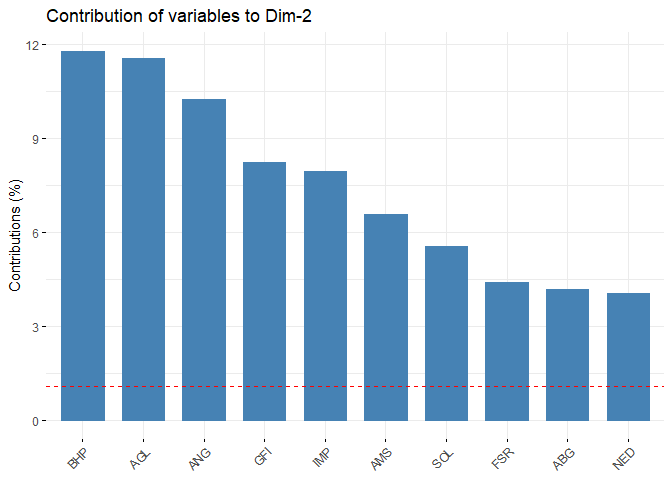 Contribution of variables to Dim-2
Contributions (%)
12
9
6
3
0
BHP
AGL
ANG
GFI
IMP
AMS
SOL
FSR
ABG
NED